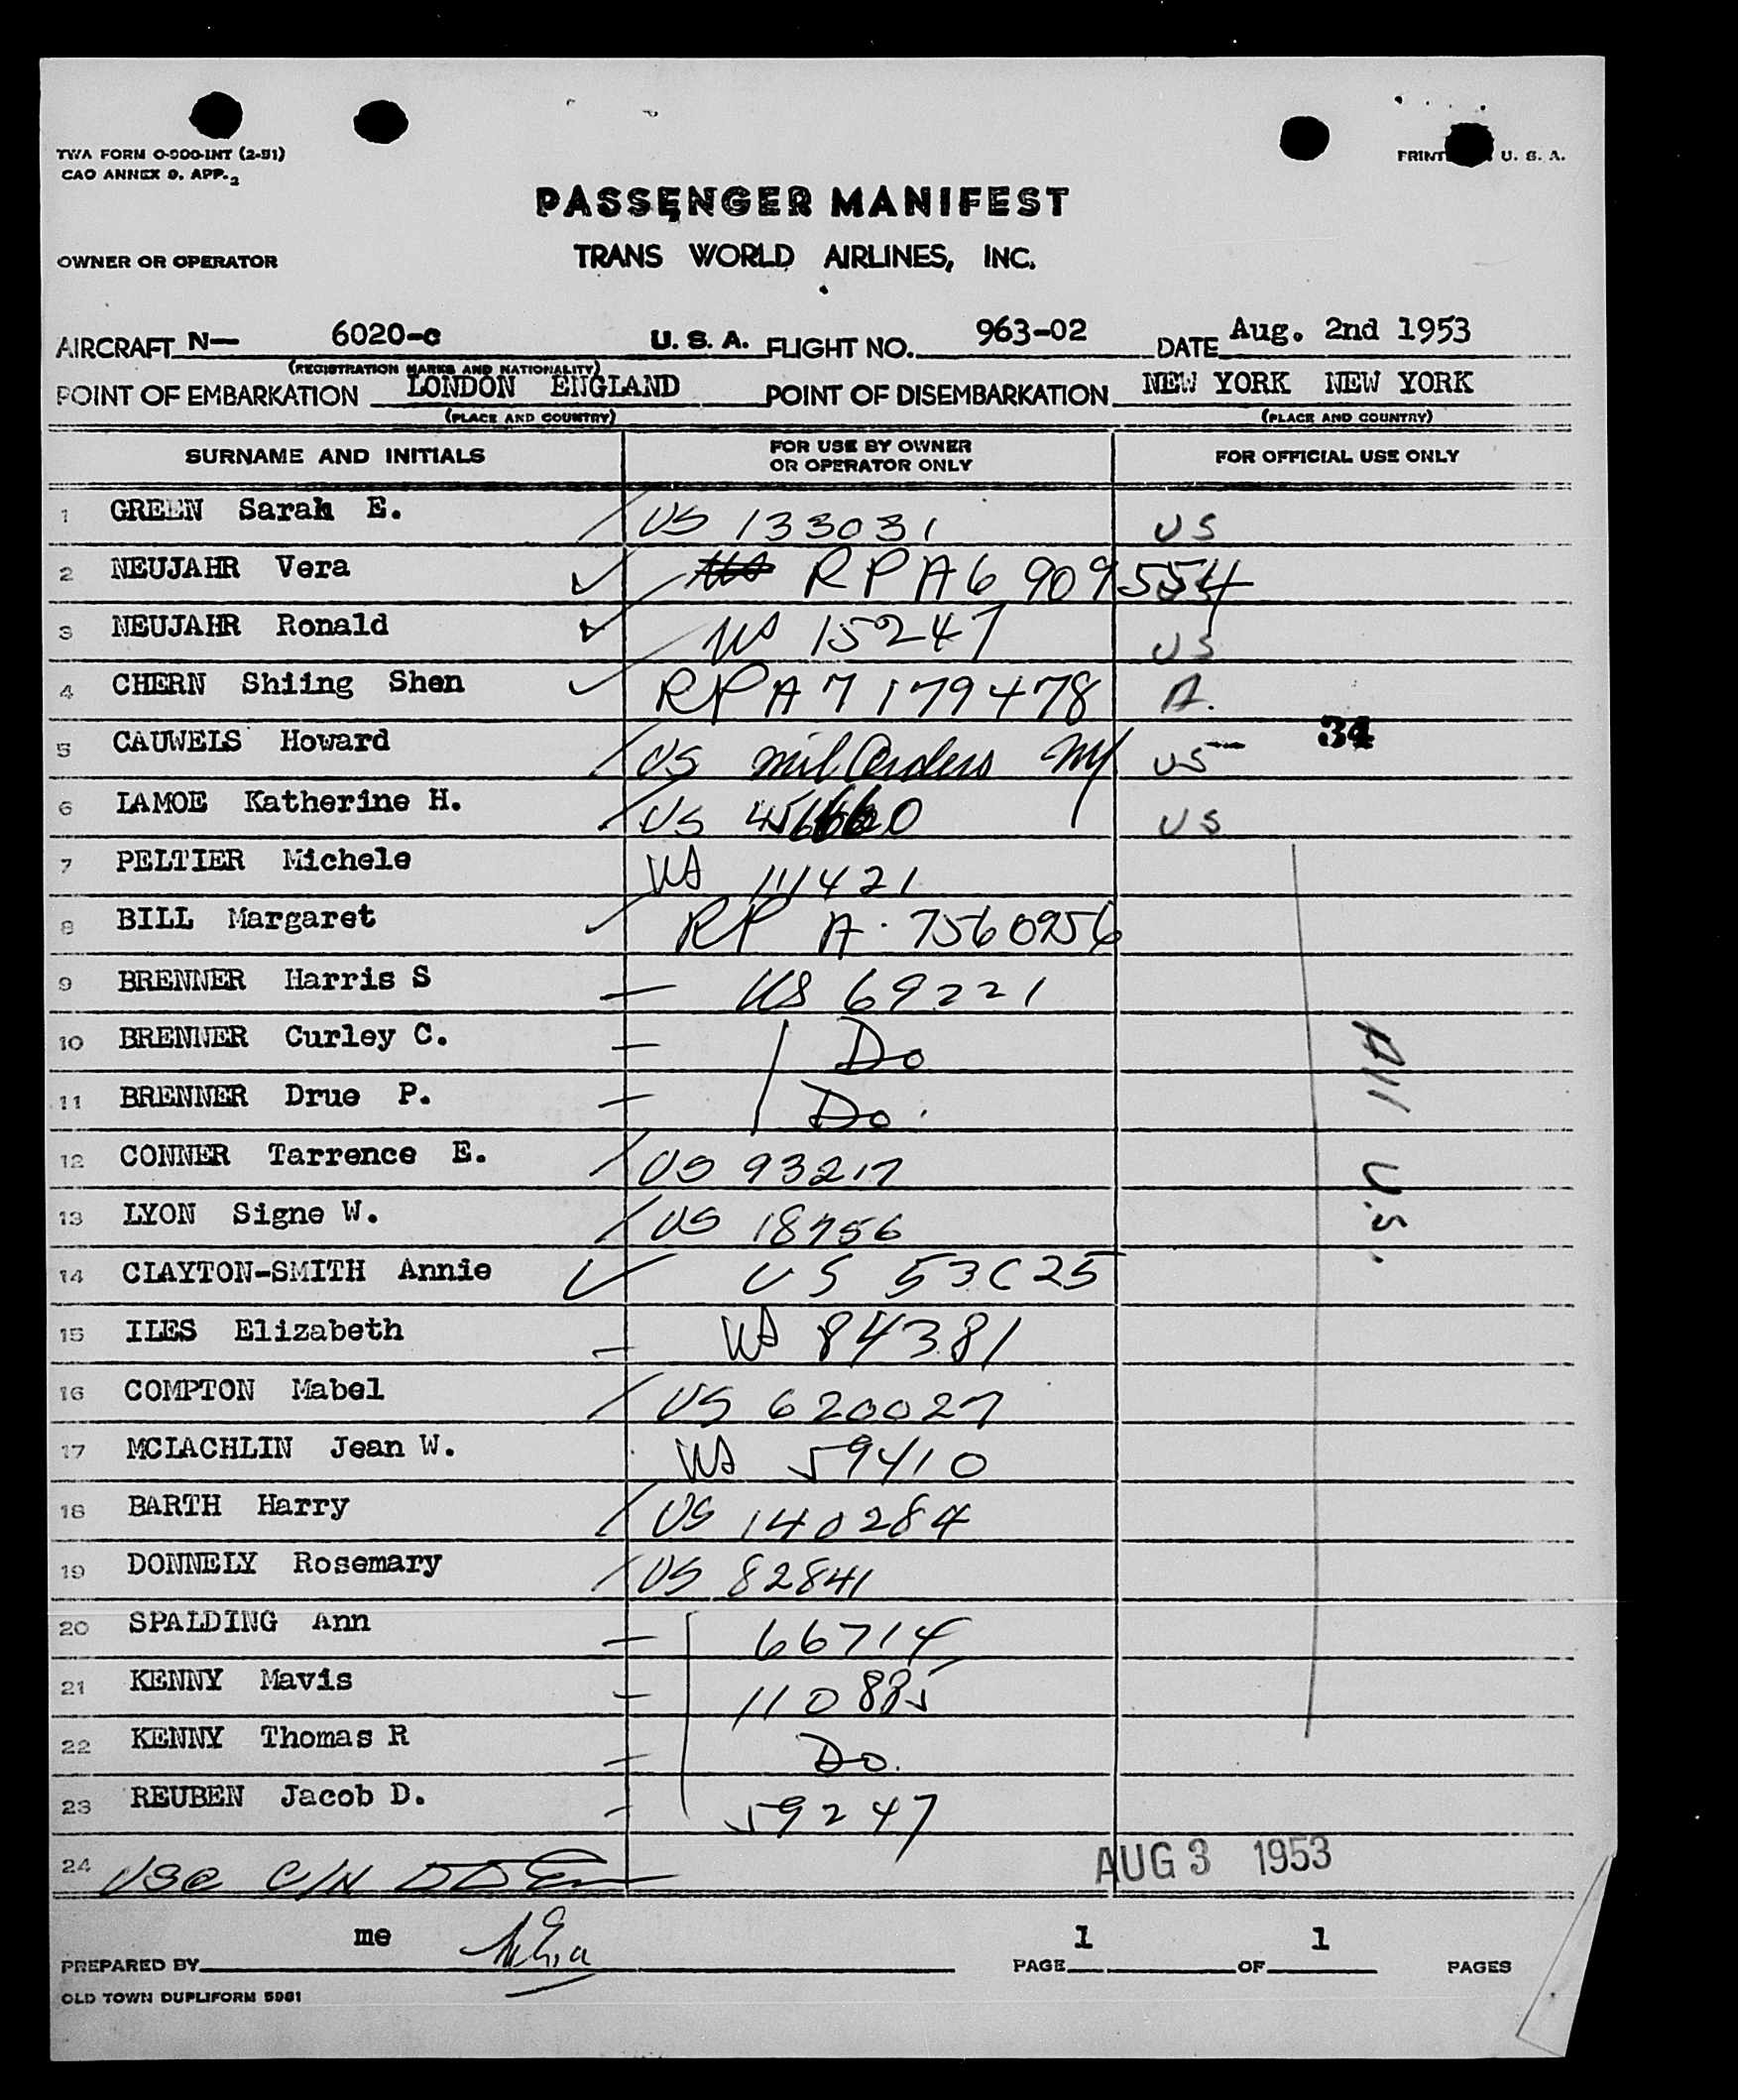 TWA FORM O-900-INT (2-51)
CAO ANNEX 9. APP. 2
U. S. A.
PASSENGER MANIFEST
OWNER OR OPERATOR TRANS WORLD AIRLINES, INC.
AIRCRAFT N— 6020-c U. S. A. FLIGHT NO. 963-02 DATE Aug. 2nd 1953
(REGISTRATION MARKS AND NATIONALITY)
POINT OF EMBARKATION LONDON ENGLAND POINT OF DISEMBARKATION NEW YORK NEW YORK
(PLACE AND COUNTRY) (PLACE AND COUNTRY)
SURNAME AND INITIALS FOR USE BY OWNER OR OPERATOR ONLY FOR OFFICIAL USE ONLY
1 GREEN Sarah E. US 133031 US
2 NEUJAHR Vera RPA6 909554
3 NEUJAHR Ronald US 15247 US
4 CHERN Shiing Shen RPA 7179478 A.
34
5 CAUWELS Howard US mil Orders US
6 LAMOE Katherine H. US US
7 PELTIER Michele US 111421
8 BILL Margaret RP A. 7560956
9 BRENNER Harris S US 69221
10 BRENNER Curley C. Do
11 BRENNER Drue P. Do.
All U.S.
12 CONNER Tarrence E. US 93217
13 LYON Signe W. US 18756
14 CLAYTON-SMITH Annie US 53C25
15 ILES Elizabeth US 84381
16 COMPTON Mabel US 620027
17 MCLACHLIN Jean W. US 59410
18 BARTH Harry US 140284
19 DONNELY Rosemary US 82841
20 SPALDING Ann 66714
21 KENNY Mavis 110885
22 KENNY Thomas R Do.
23 REUBEN Jacob D. 59247
24
AUG 3 1953
PREPARED BY me PAGE 1 OF 1 PAGES
OLD TOWN DUPLIFORM 5981